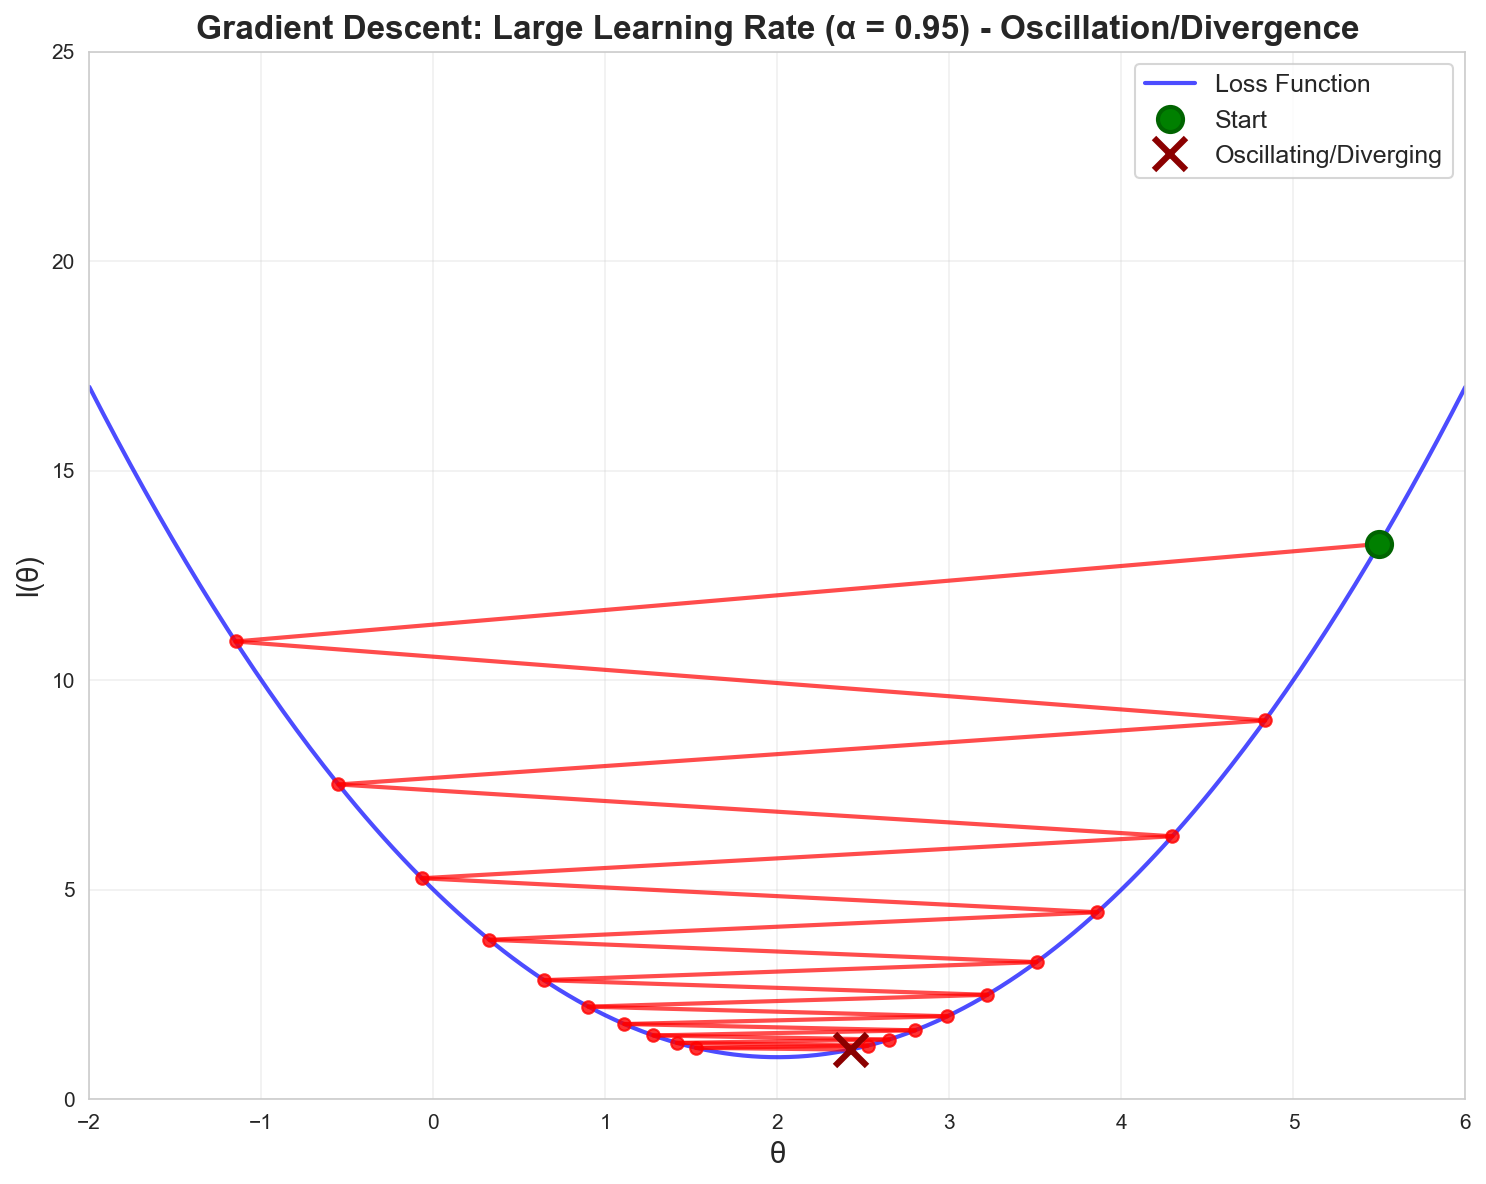 Gradient Descent: Large Learning Rate (α = 0.95) - Oscillation/Divergence
Loss Function
Start
Oscillating/Diverging
l(θ)
25
20
15
10
5
0
−2
−1
0
1
2
3
4
5
6
θ